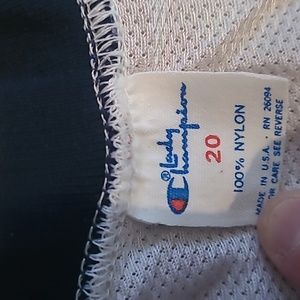 Lady
Champion
®
20
100% NYLON
MADE IN U.S.A. · RN 26094
FOR CARE SEE REVERSE